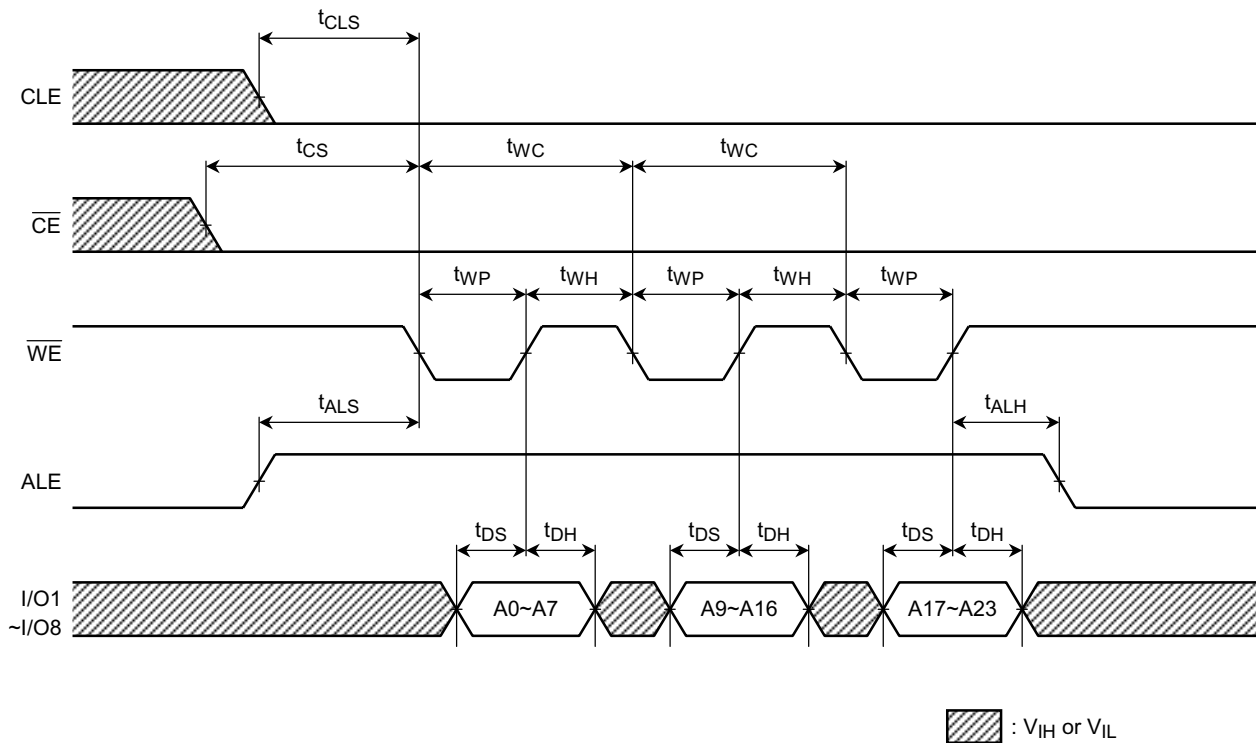 tCLS
CLE
tCS tWC tWC
CE
tWP tWH tWP tWH tWP
WE
tALS tALH
ALE
tDS tDH tDS tDH tDS tDH
I/O1
~I/O8
A0~A7 A9~A16 A17~A23
: VIH or VIL